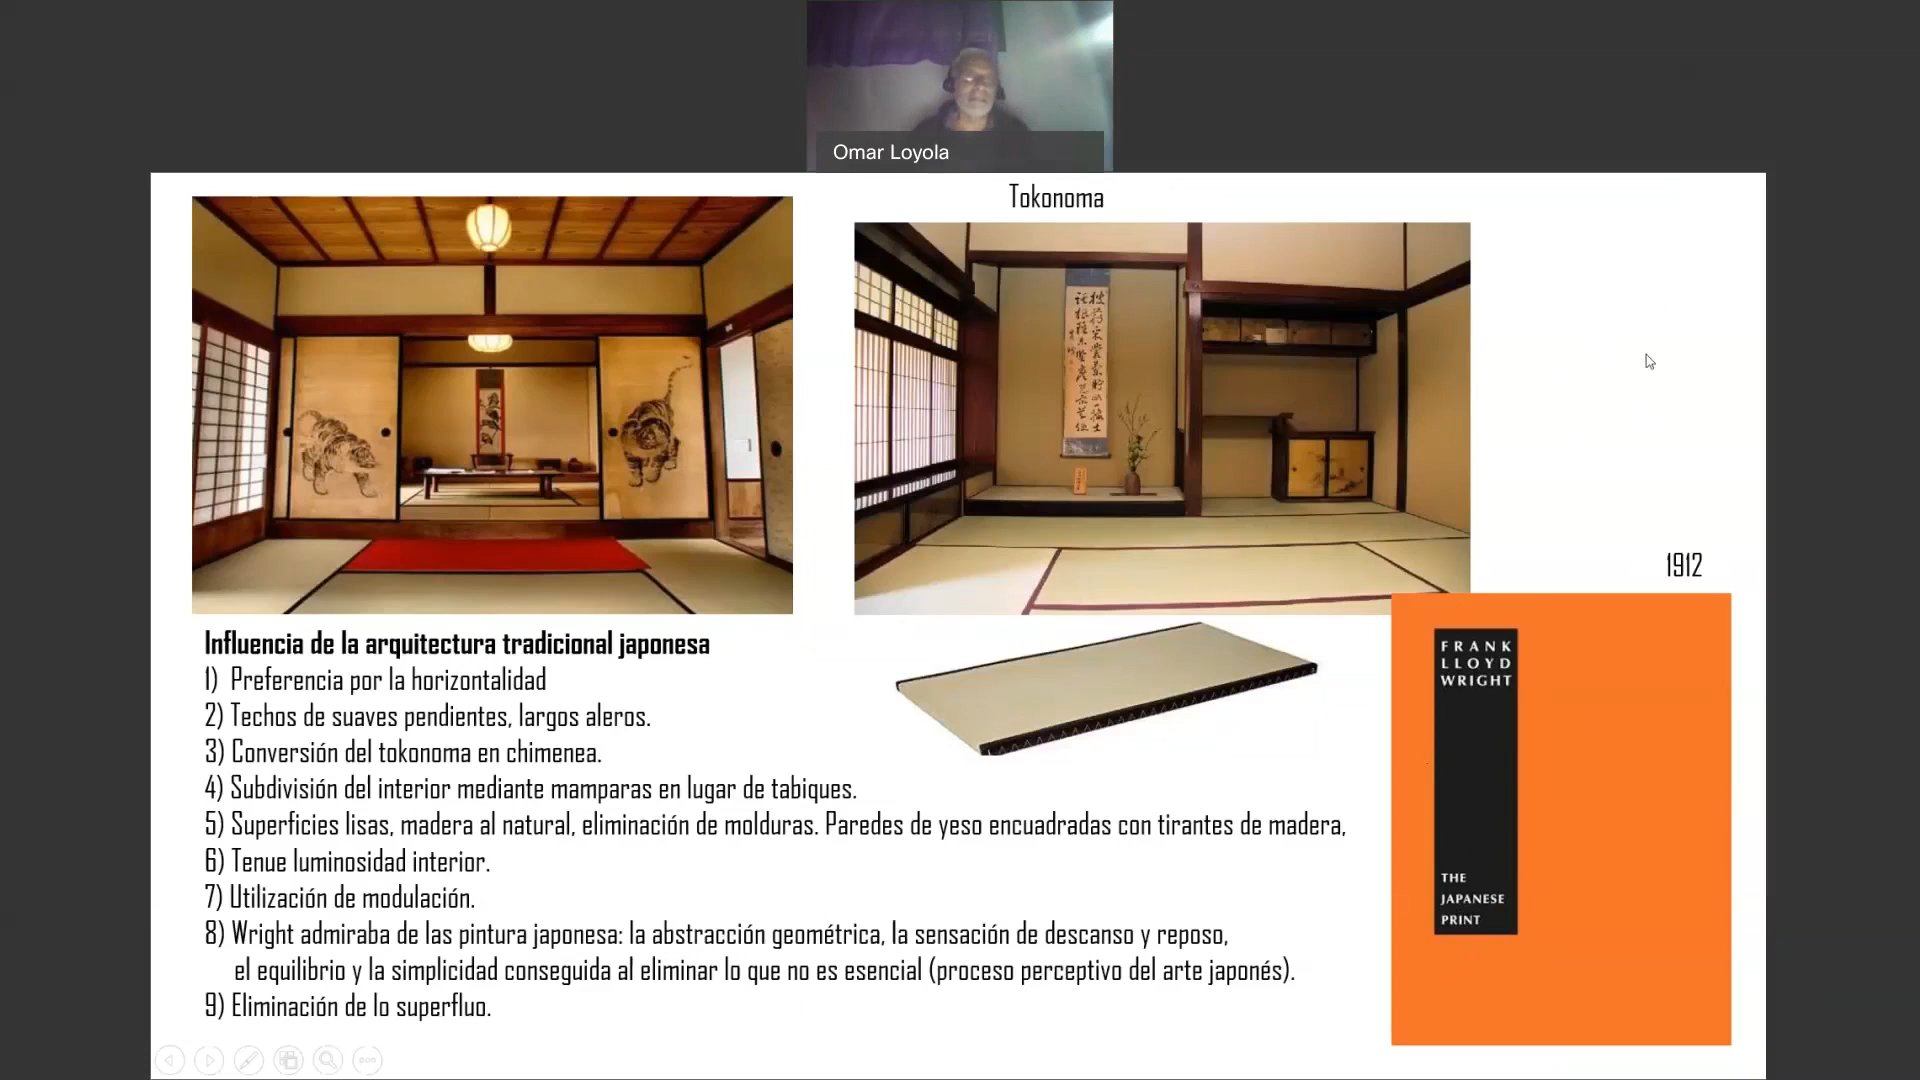 Omar Loyola
Tokonoma
1912
Influencia de la arquitectura tradicional japonesa
1) Preferencia por la horizontalidad
2) Techos de suaves pendientes, largos aleros.
3) Conversión del tokonoma en chimenea.
4) Subdivisión del interior mediante mamparas en lugar de tabiques.
5) Superficies lisas, madera al natural, eliminación de molduras. Paredes de yeso encuadradas con tirantes de madera,
6) Tenue luminosidad interior.
7) Utilización de modulación.
8) Wright admiraba de las pintura japonesa: la abstracción geométrica, la sensación de descanso y reposo,
el equilibrio y la simplicidad conseguida al eliminar lo que no es esencial (proceso perceptivo del arte japonés).
9) Eliminación de lo superfluo.
FRANK
LLOYD
WRIGHT
THE
JAPANESE
PRINT